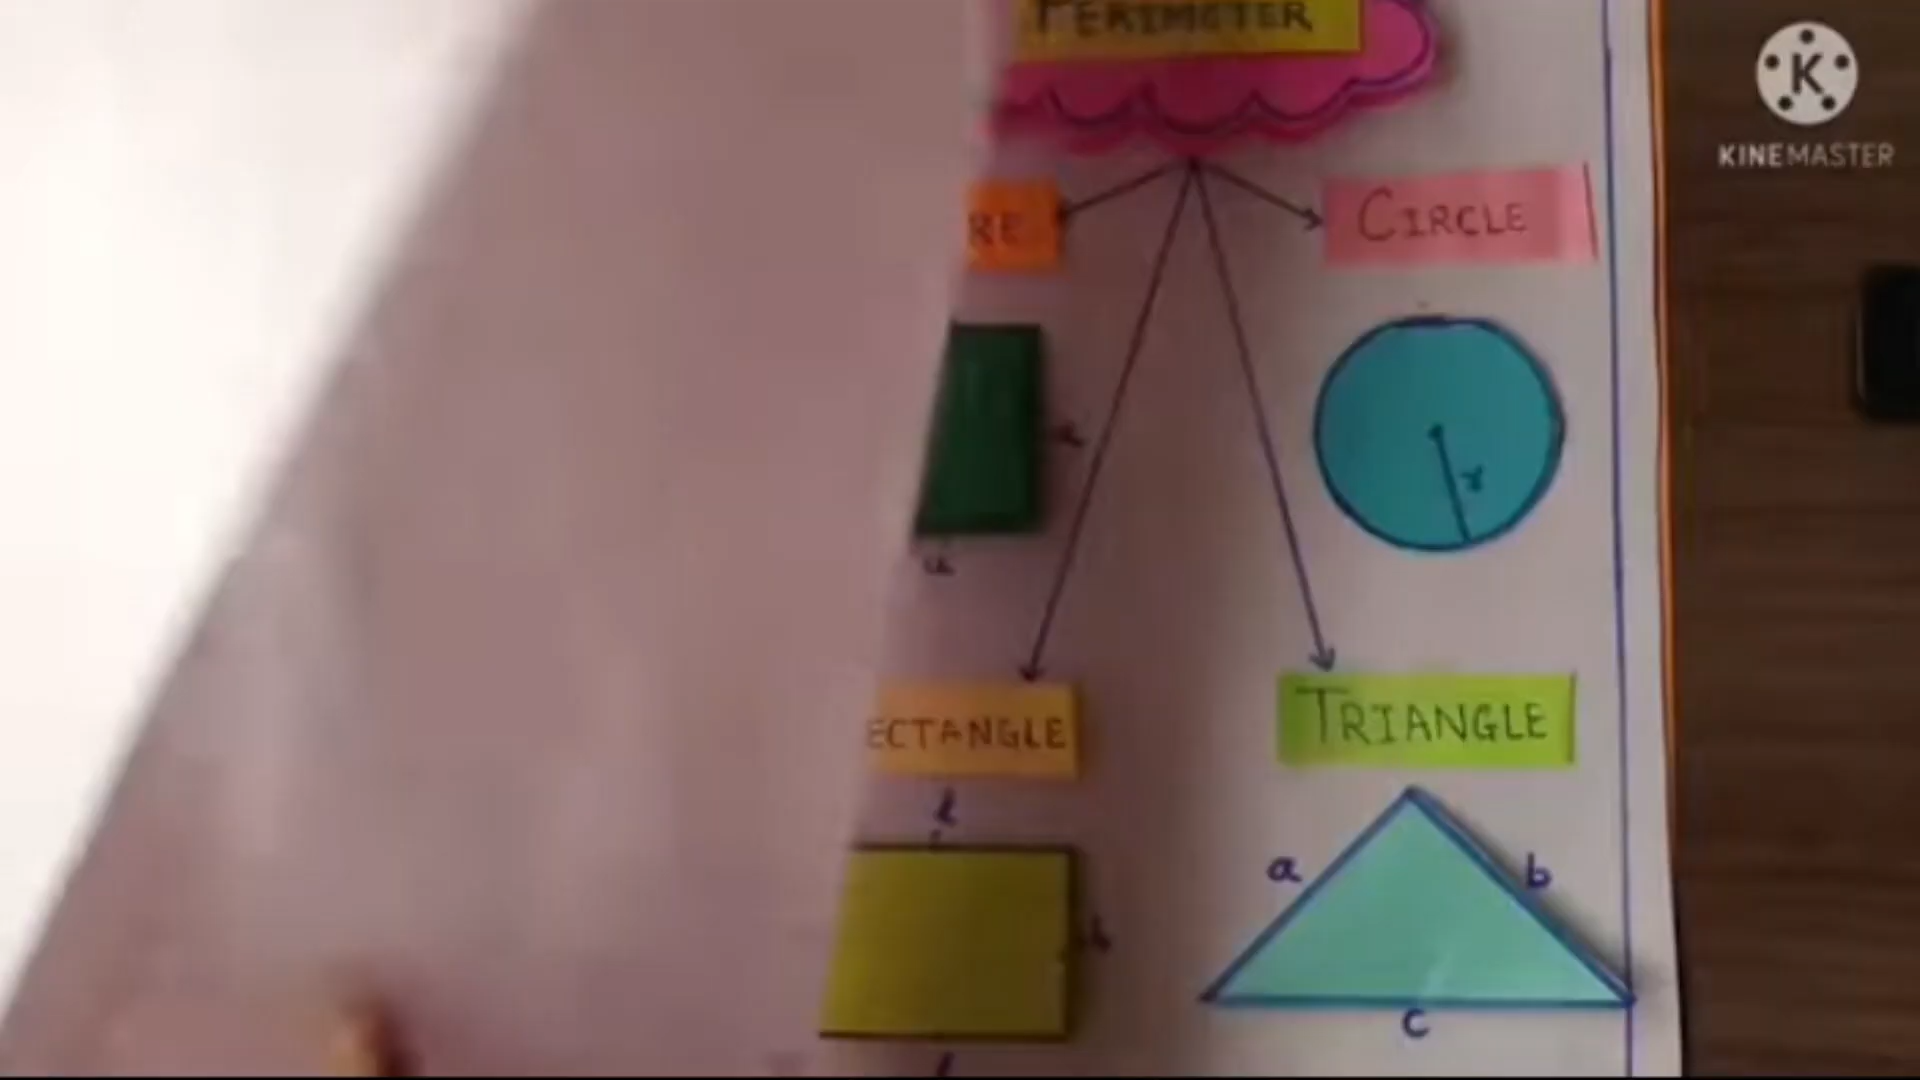 PERIMETER
K
KINEMASTER
RE
CIRCLE
r
ECTANGLE
TRIANGLE
l
a
b
b
c